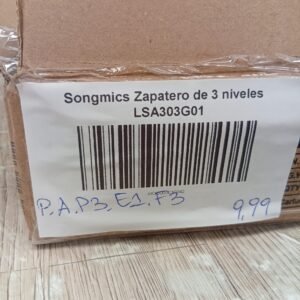 Songmics Zapatero de 3 niveles
LSA303G01
P, A, P3, E1, F3
9,99